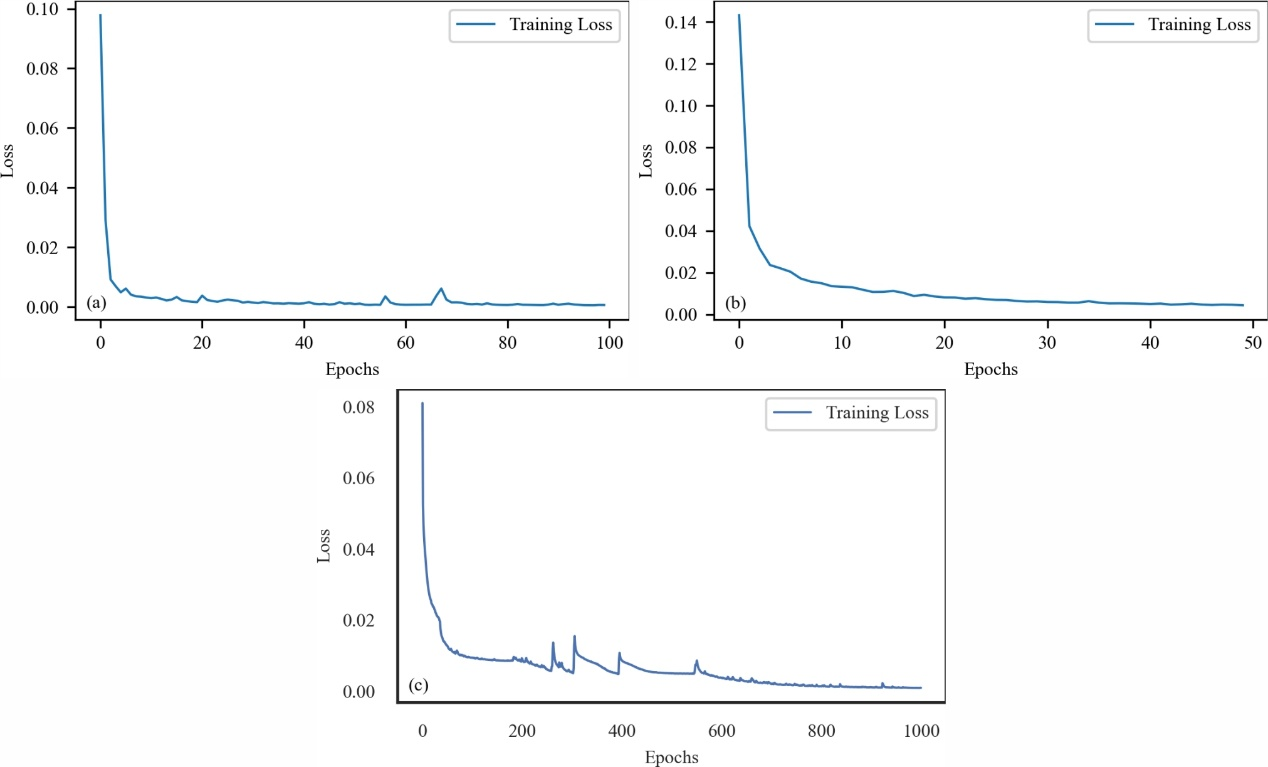 0.10
0.08
0.06
0.04
0.02
0.00
Loss
Training Loss
(a)
0 20 40 60 80 100
Epochs
0.14
0.12
0.10
0.08
0.06
0.04
0.02
0.00
Loss
Training Loss
(b)
0 10 20 30 40 50
Epochs
0.08
0.06
0.04
0.02
0.00
Loss
Training Loss
(c)
0 200 400 600 800 1000
Epochs